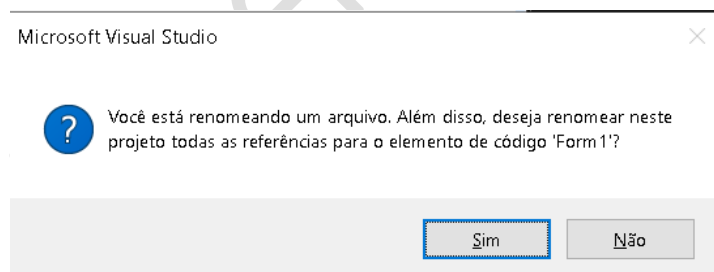 Microsoft Visual Studio
Você está renomeando um arquivo. Além disso, deseja renomear neste
projeto todas as referências para o elemento de código 'Form1'?
Sim
Não